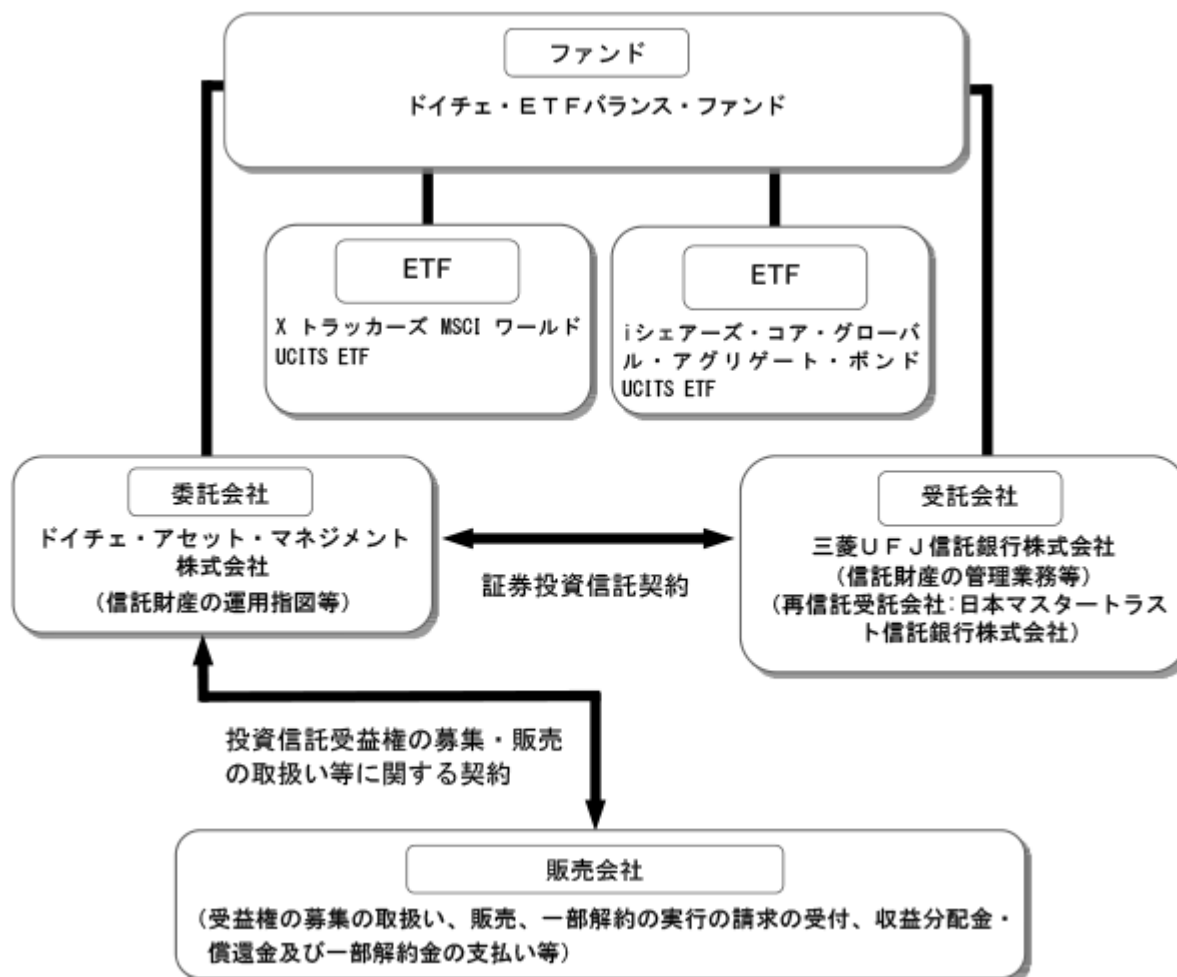 ファンド
ドイチェ・ＥＴＦバランス・ファンド
ETF
X トラッカーズ MSCI ワールド
UCITS ETF
ETF
iシェアーズ・コア・グローバ
ル・アグリゲート・ボンド
UCITS ETF
委託会社
ドイチェ・アセット・マネジメント
株式会社
(信託財産の運用指図等)
証券投資信託契約
受託会社
三菱ＵＦＪ信託銀行株式会社
(信託財産の管理業務等)
(再信託受託会社:日本マスタートラス
ト信託銀行株式会社)
投資信託受益権の募集・販売
の取扱い等に関する契約
販売会社
(受益権の募集の取扱い、販売、一部解約の実行の請求の受付、収益分配金・
償還金及び一部解約金の支払い等)